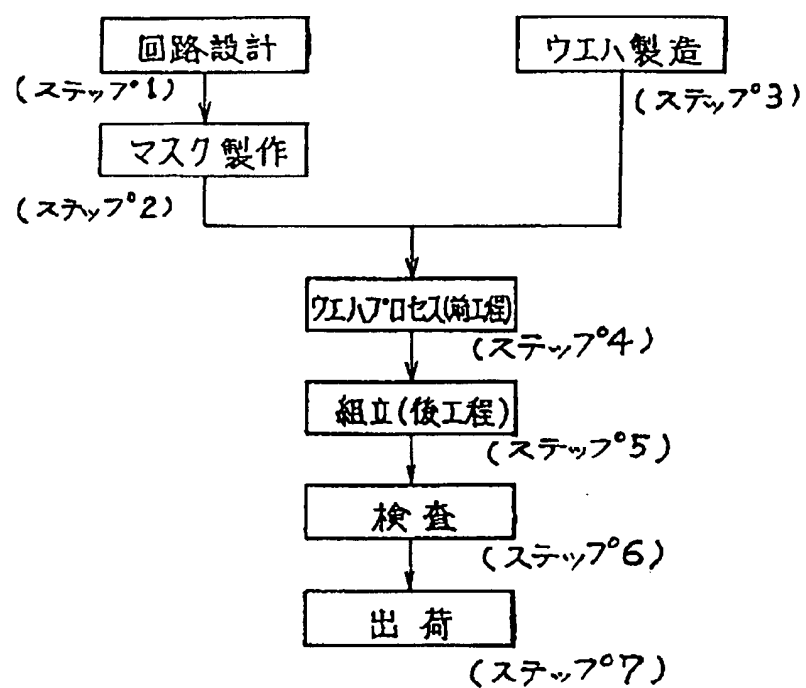 回路設計
(ステップ1)
ウエハ製造
(ステップ3)
マスク製作
(ステップ2)
ウエハプロセス(前工程)
(ステップ4)
組立(後工程)
(ステップ5)
検査
(ステップ6)
出荷
(ステップ7)